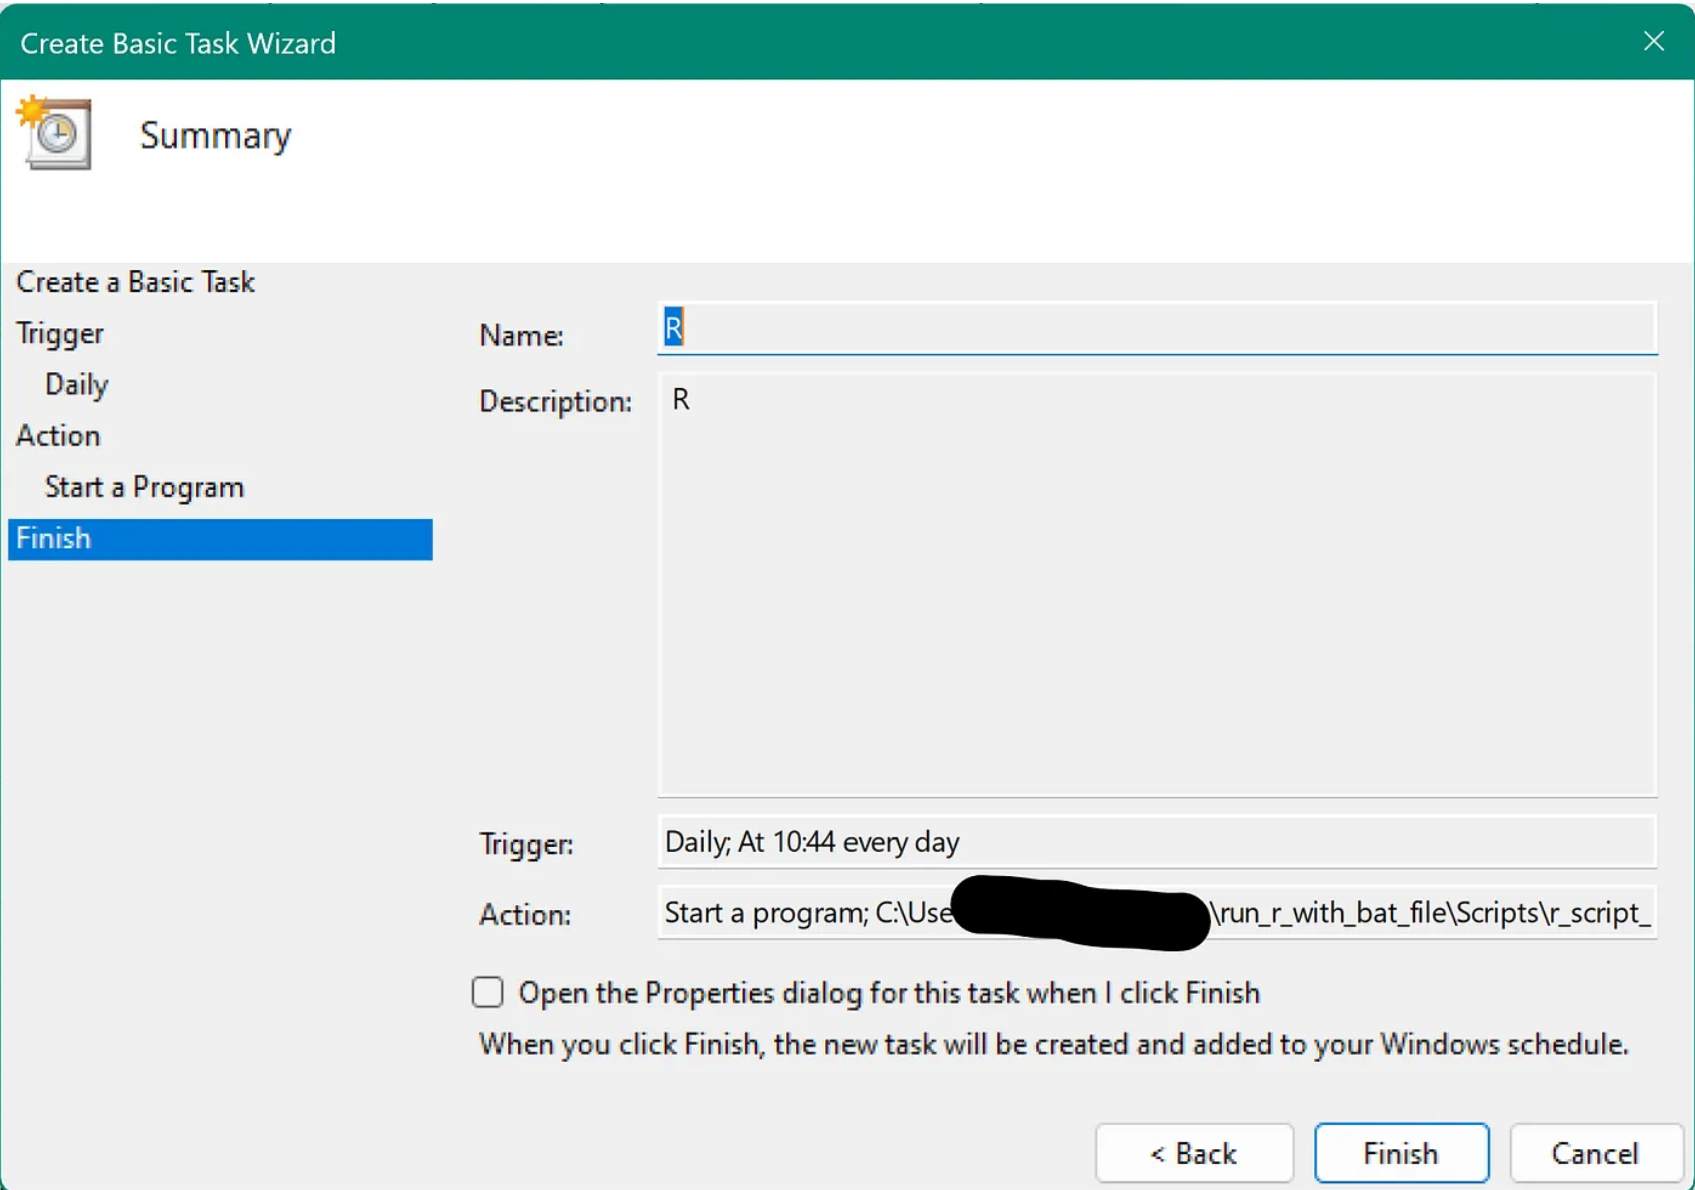 Create Basic Task Wizard
Summary
Create a Basic Task
Trigger
Daily
Action
Start a Program
Finish
Name: R
Description: R
Trigger: Daily; At 10:44 every day
Action: Start a program; C:\Use \run_r_with_bat_file\Scripts\r_script_
Open the Properties dialog for this task when I click Finish
When you click Finish, the new task will be created and added to your Windows schedule.
< Back Finish Cancel